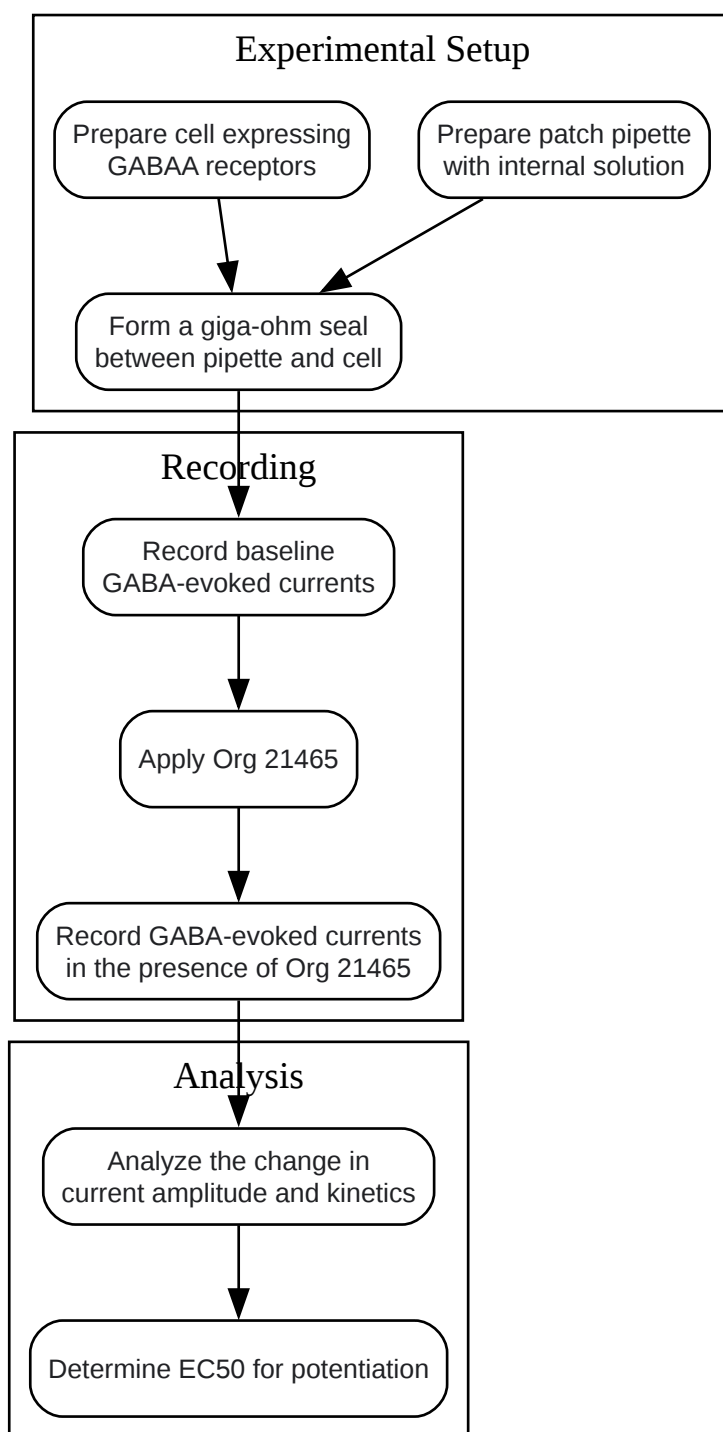 Experimental Setup
Prepare cell expressing
GABAA receptors
Prepare patch pipette
with internal solution
Form a giga-ohm seal
between pipette and cell
Recording
Record baseline
GABA-evoked currents
Apply Org 21465
Record GABA-evoked currents
in the presence of Org 21465
Analysis
Analyze the change in
current amplitude and kinetics
Determine EC50 for potentiation